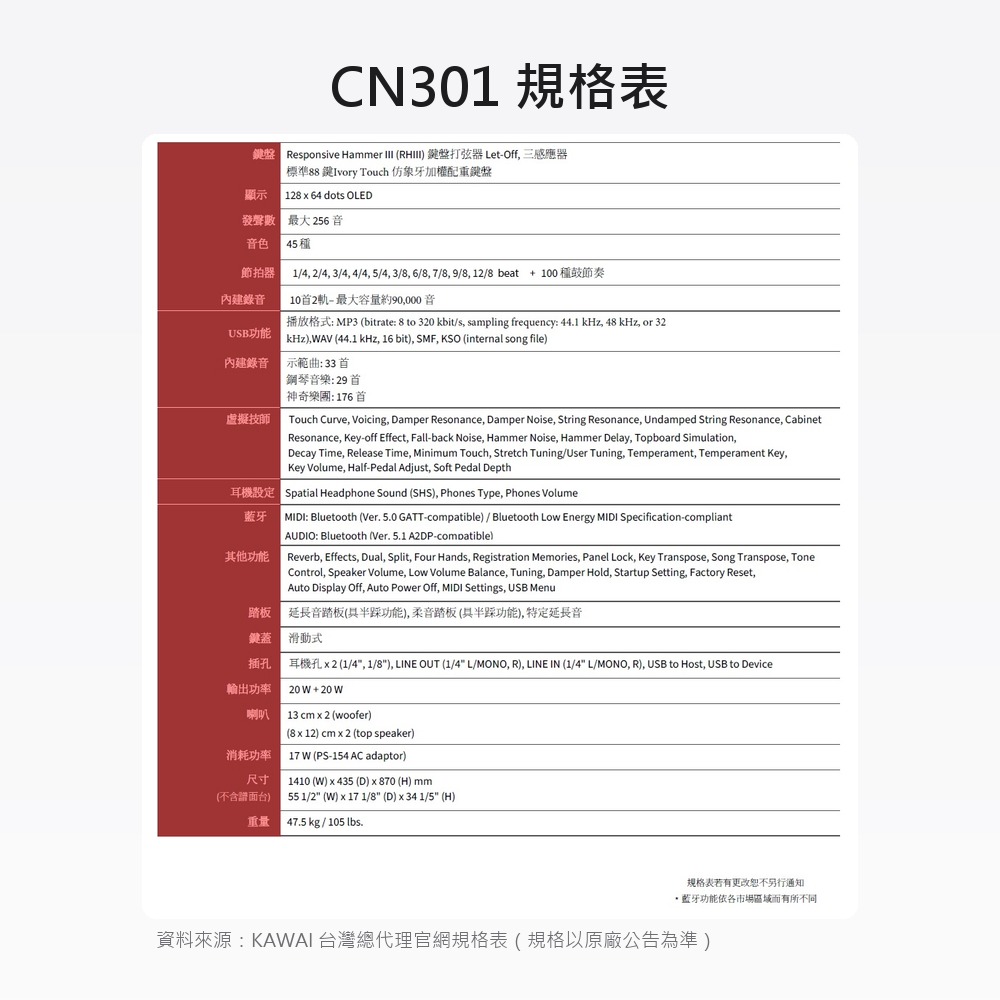 CN301 規格表
鍵盤 Responsive Hammer III (RHIII) 鍵盤打弦器 Let-Off, 三感應器
標準88 鍵Ivory Touch 仿象牙加權配重鍵盤
顯示 128 x 64 dots OLED
發聲數 最大 256 音
音色 45 種
節拍器 1/4, 2/4, 3/4, 4/4, 5/4, 3/8, 6/8, 7/8, 9/8, 12/8 beat + 100 種鼓節奏
內建錄音 10首2軌– 最大容量約90,000 音
USB功能 播放格式: MP3 (bitrate: 8 to 320 kbit/s, sampling frequency: 44.1 kHz, 48 kHz, or 32
kHz),WAV (44.1 kHz, 16 bit), SMF, KSO (internal song file)
內建錄音 示範曲: 33 首
鋼琴音樂: 29 首
神奇樂團: 176 首
虛擬技師 Touch Curve, Voicing, Damper Resonance, Damper Noise, String Resonance, Undamped String Resonance, Cabinet
Resonance, Key-off Effect, Fall-back Noise, Hammer Noise, Hammer Delay, Topboard Simulation,
Decay Time, Release Time, Minimum Touch, Stretch Tuning/User Tuning, Temperament, Temperament Key,
Key Volume, Half-Pedal Adjust, Soft Pedal Depth
耳機設定 Spatial Headphone Sound (SHS), Phones Type, Phones Volume
藍牙 MIDI: Bluetooth (Ver. 5.0 GATT-compatible) / Bluetooth Low Energy MIDI Specification-compliant
AUDIO: Bluetooth (Ver. 5.1 A2DP-compatible)
其他功能 Reverb, Effects, Dual, Split, Four Hands, Registration Memories, Panel Lock, Key Transpose, Song Transpose, Tone
Control, Speaker Volume, Low Volume Balance, Tuning, Damper Hold, Startup Setting, Factory Reset,
Auto Display Off, Auto Power Off, MIDI Settings, USB Menu
踏板 延長音踏板(具半踩功能), 柔音踏板 (具半踩功能), 特定延長音
鍵蓋 滑動式
插孔 耳機孔 x 2 (1/4", 1/8"), LINE OUT (1/4" L/MONO, R), LINE IN (1/4" L/MONO, R), USB to Host, USB to Device
輸出功率 20 W + 20 W
喇叭 13 cm x 2 (woofer)
(8 x 12) cm x 2 (top speaker)
消耗功率 17 W (PS-154 AC adaptor)
尺寸 1410 (W) x 435 (D) x 870 (H) mm
(不含譜面台) 55 1/2" (W) x 17 1/8" (D) x 34 1/5" (H)
重量 47.5 kg / 105 lbs.
規格表若有更改恕不另行通知
• 藍牙功能依各市場區域而有所不同
資料來源：KAWAI 台灣總代理官網規格表（規格以原廠公告為準）